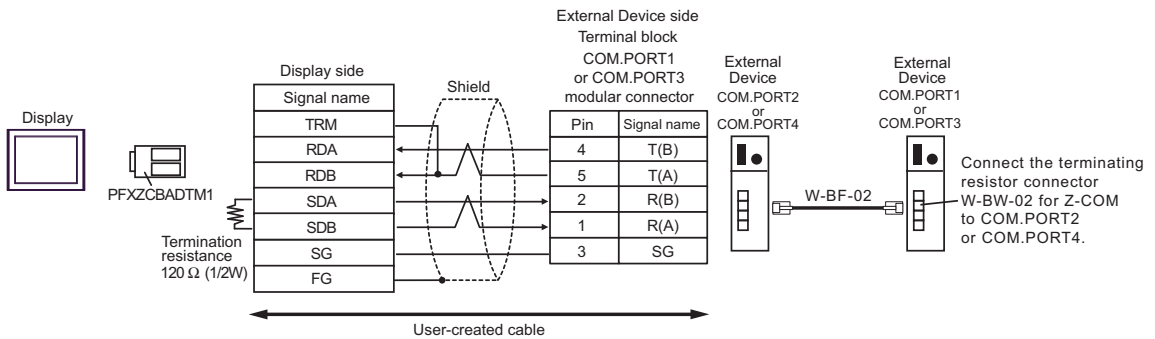 Display
PFXZCBADTM1
Termination
resistance
120 Ω (1/2W)
Display side
Signal name
TRM
RDA
RDB
SDA
SDB
SG
FG
Shield
User-created cable
External Device side
Terminal block
COM.PORT1
or COM.PORT3
modular connector
Pin Signal name
4 T(B)
5 T(A)
2 R(B)
1 R(A)
3 SG
External
Device
COM.PORT2
or
COM.PORT4
W-BF-02
External
Device
COM.PORT1
or
COM.PORT3
Connect the terminating
resistor connector
W-BW-02 for Z-COM
to COM.PORT2
or COM.PORT4.